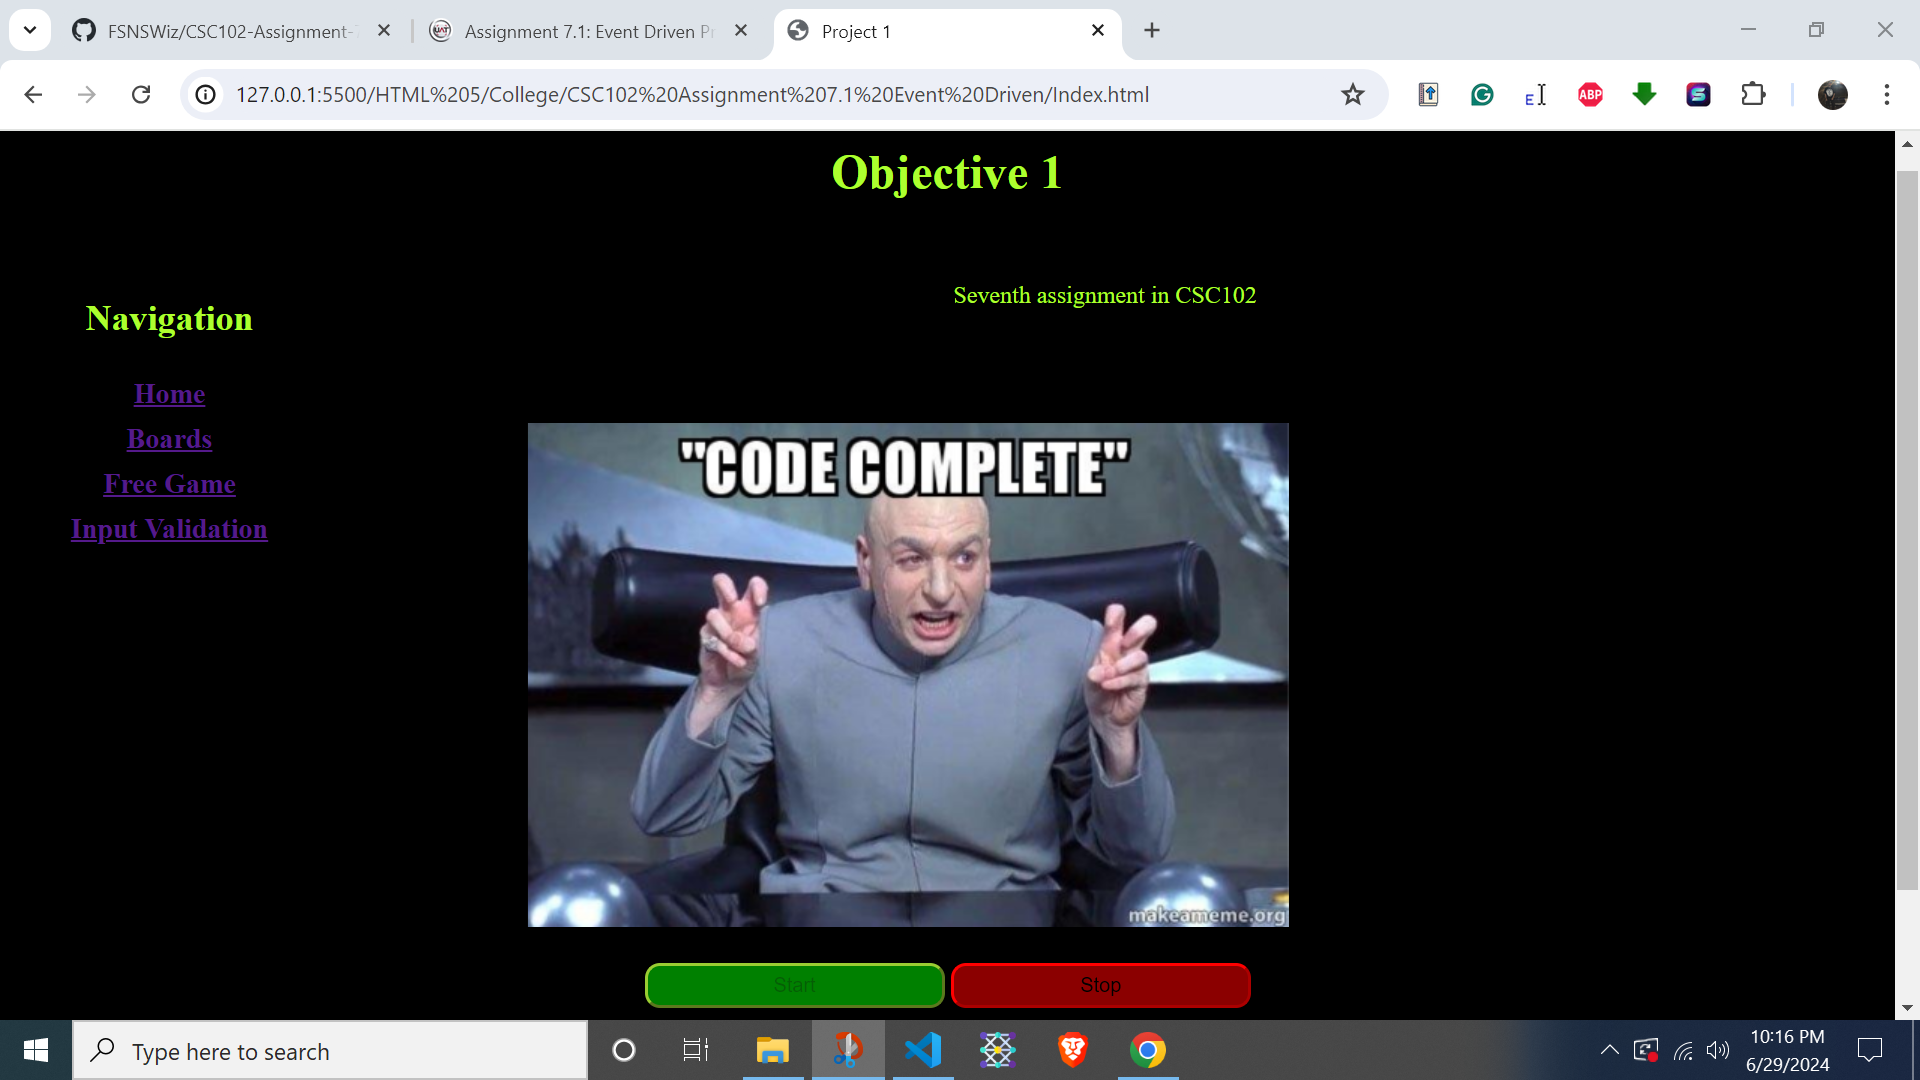 FSNSWiz/CSC102-Assignment-7
Assignment 7.1: Event Driven Pr
Project 1
127.0.0.1:5500/HTML%205/College/CSC102%20Assignment%207.1%20Event%20Driven/Index.html
ABP
Objective 1
Seventh assignment in CSC102
Navigation
Home
Boards
Free Game
Input Validation
"CODE COMPLETE"
makeameme.org
Start
Stop
Type here to search
10:16 PM
6/29/2024